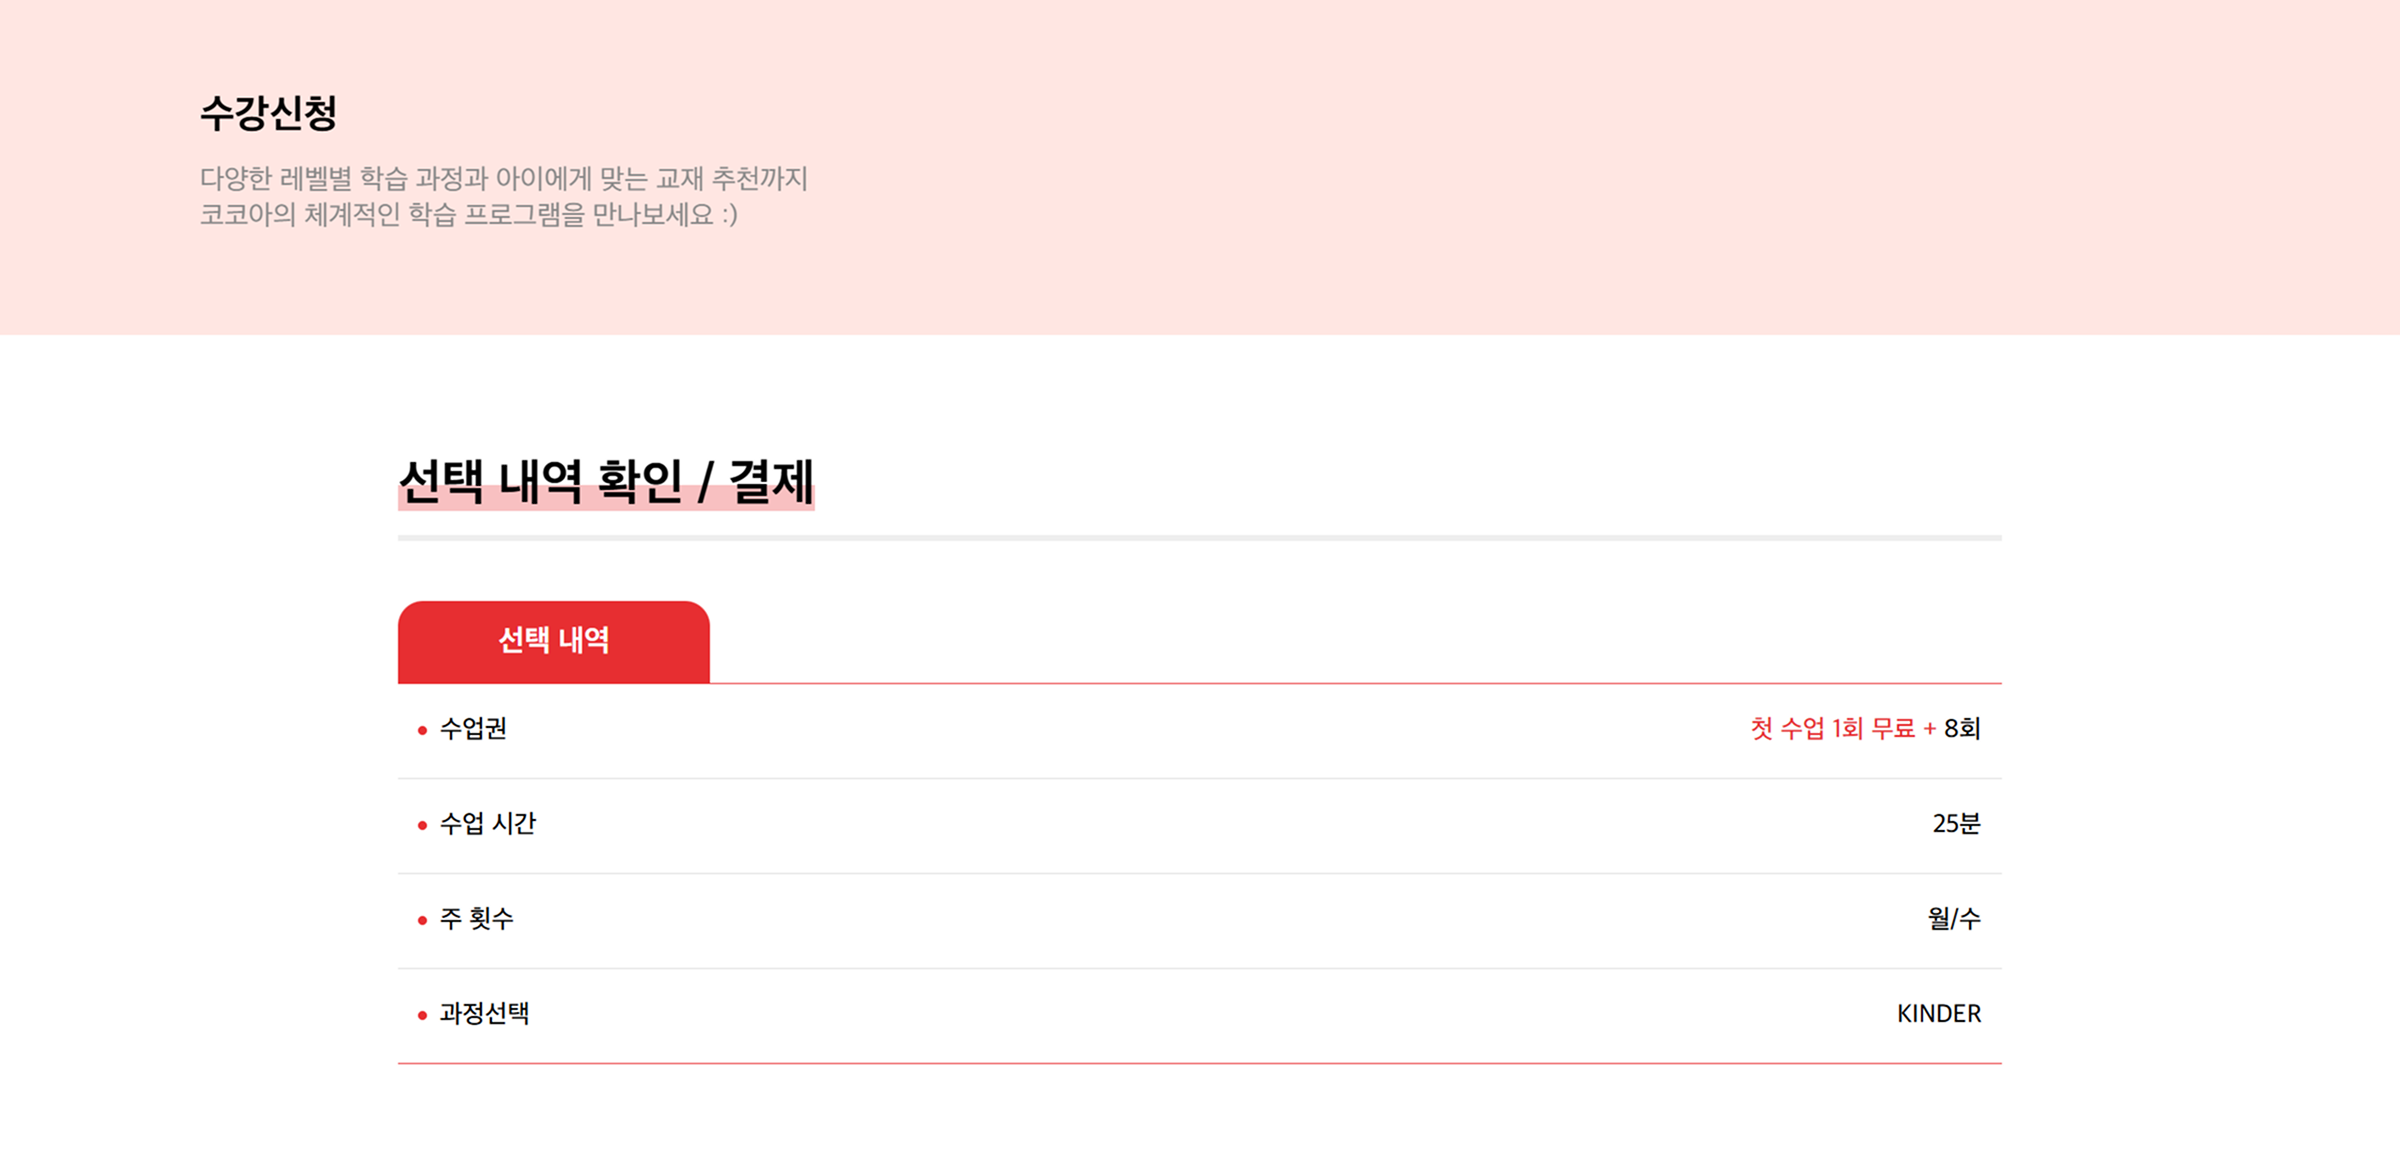 수강신청
다양한 레벨별 학습 과정과 아이에게 맞는 교재 추천까지
코코아의 체계적인 학습 프로그램을 만나보세요 :)
선택 내역 확인 / 결제
선택 내역
수업권 첫 수업 1회 무료 + 8회
수업 시간 25분
주 횟수 월/수
과정선택 KINDER